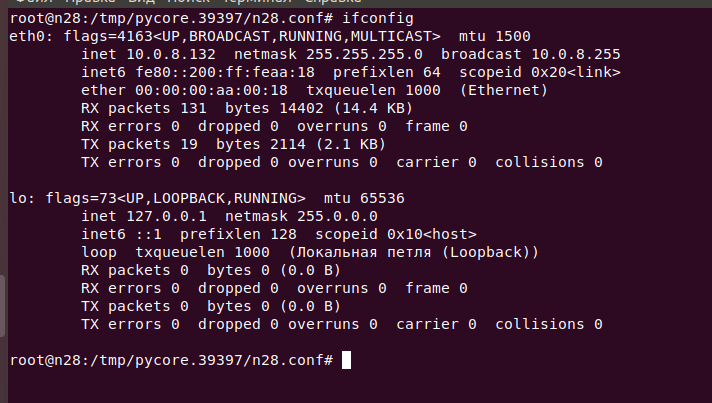 Файл Правка Вид Поиск Терминал Справка
root@n28:/tmp/pycore.39397/n28.conf# ifconfig
eth0: flags=4163<UP,BROADCAST,RUNNING,MULTICAST>  mtu 1500
        inet 10.0.8.132  netmask 255.255.255.0  broadcast 10.0.8.255
        inet6 fe80::200:ff:feaa:18  prefixlen 64  scopeid 0x20<link>
        ether 00:00:00:aa:00:18  txqueuelen 1000  (Ethernet)
        RX packets 131  bytes 14402 (14.4 KB)
        RX errors 0  dropped 0  overruns 0  frame 0
        TX packets 19  bytes 2114 (2.1 KB)
        TX errors 0  dropped 0 overruns 0  carrier 0  collisions 0

lo: flags=73<UP,LOOPBACK,RUNNING>  mtu 65536
        inet 127.0.0.1  netmask 255.0.0.0
        inet6 ::1  prefixlen 128  scopeid 0x10<host>
        loop  txqueuelen 1000  (Локальная петля (Loopback))
        RX packets 0  bytes 0 (0.0 B)
        RX errors 0  dropped 0  overruns 0  frame 0
        TX packets 0  bytes 0 (0.0 B)
        TX errors 0  dropped 0 overruns 0  carrier 0  collisions 0

root@n28:/tmp/pycore.39397/n28.conf#